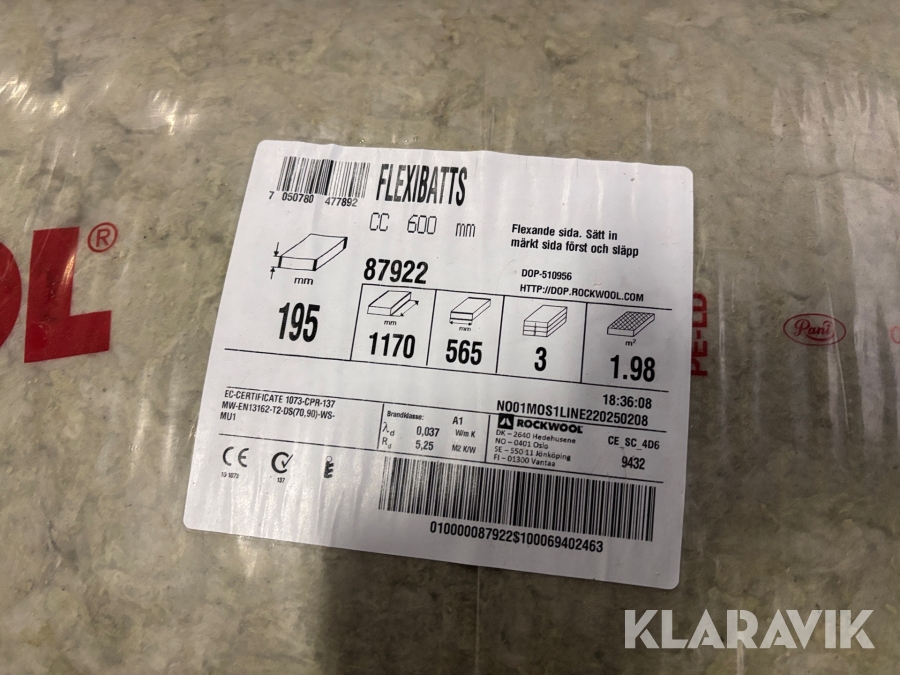 OL®
7 050780 477892
FLEXIBATTS
CC 600 mm
Flexande sida. Sätt in
märkt sida först och släpp
87922
DOP-510956
HTTP://DOP.ROCKWOOL.COM
mm
195
mm
1170
mm
565
3
m²
1.98
PE-LD
Pant
18:36:08
N001MOS1LINE220250208
EC-CERTIFICATE 1073-CPR-137
MW-EN13162-T2-DS(70,90)-WS-
MU1
Brandklasse: A1
λd 0,037 W/m K
Rd 5,25 M2 K/W
ROCKWOOL
DK – 2640 Hedehusene
NO – 0401 Oslo
SE – 550 11 Jönköping
FI – 01300 Vantaa
CE_SC_4D6
9432
CE
137
010000087922$100069402463
KLARAVIK